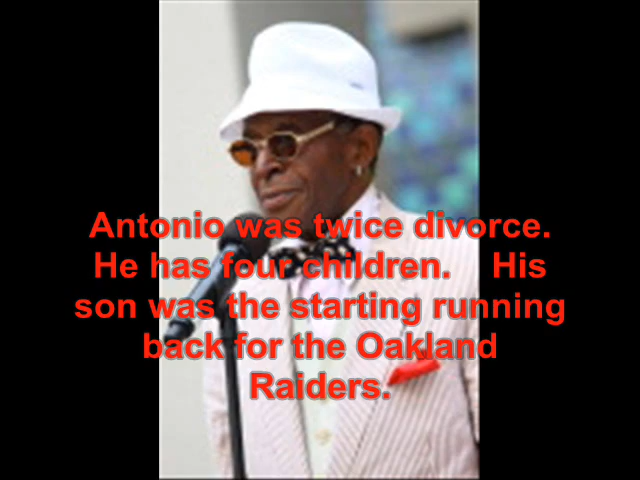 Antonio was twice divorce.
He has four children.    His
son was the starting running
back for the Oakland
Raiders.